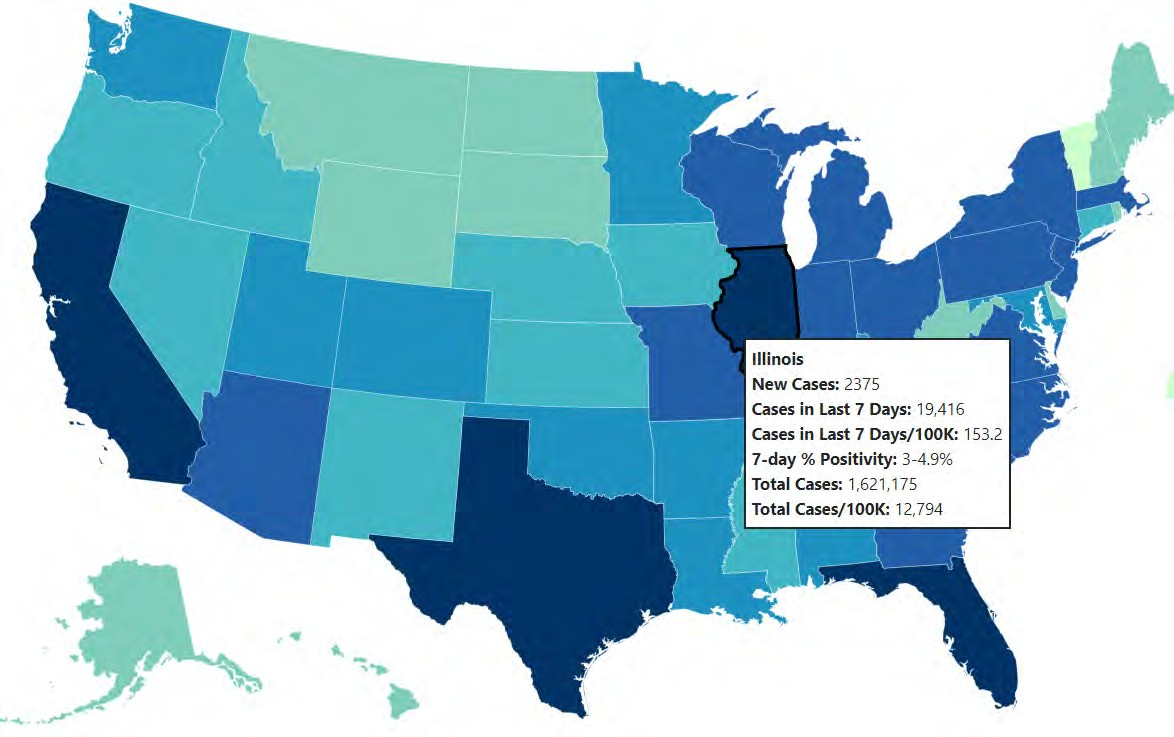 Illinois
New Cases: 2375
Cases in Last 7 Days: 19,416
Cases in Last 7 Days/100K: 153.2
7-day % Positivity: 3-4.9%
Total Cases: 1,621,175
Total Cases/100K: 12,794